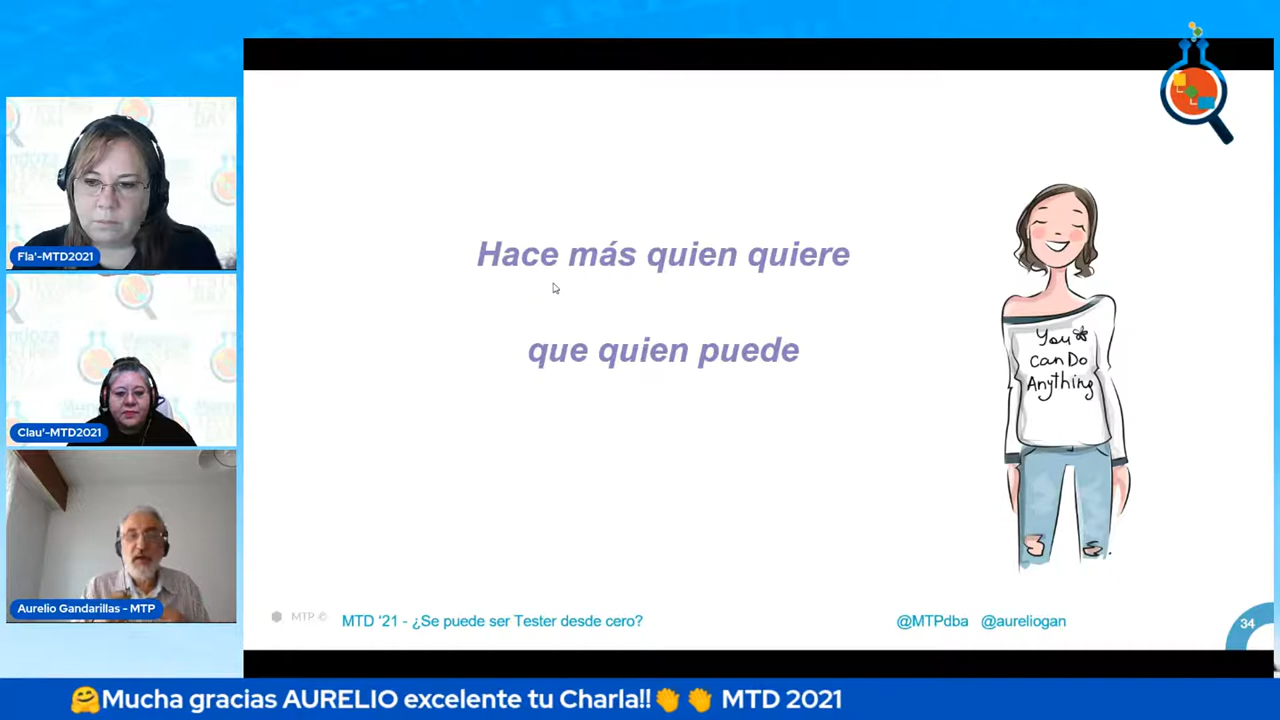 Fla'-MTD2021
Clau'-MTD2021
Aurelio Gandarillas - MTP
Hace más quien quiere
que quien puede
You
Can Do
Anything
MTP ©
MTD '21 - ¿Se puede ser Tester desde cero?
@MTPdba @aureliogan
34
🤗Mucha gracias AURELIO excelente tu Charla!!👏👏 MTD 2021